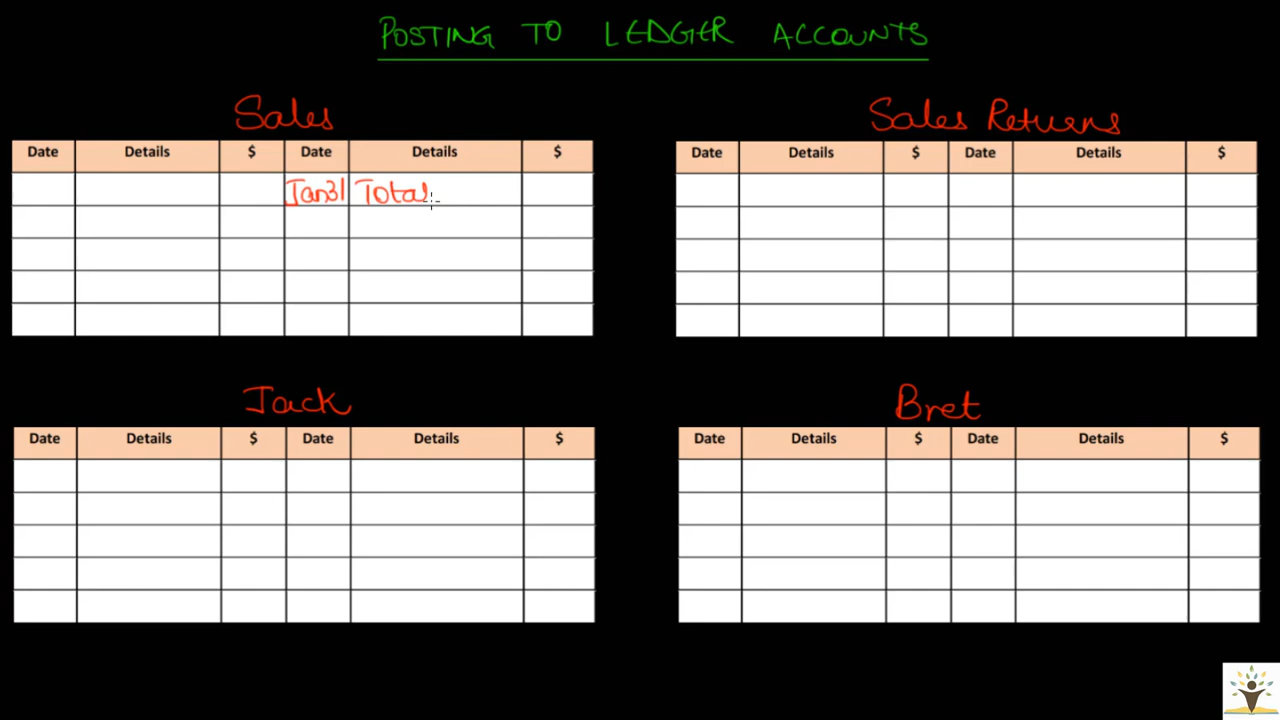 POSTING TO LEDGER ACCOUNTS
Sales
Date Details $ Date Details $
Jan31 Total
Sales Returns
Date Details $ Date Details $
Jack
Date Details $ Date Details $
Bret
Date Details $ Date Details $